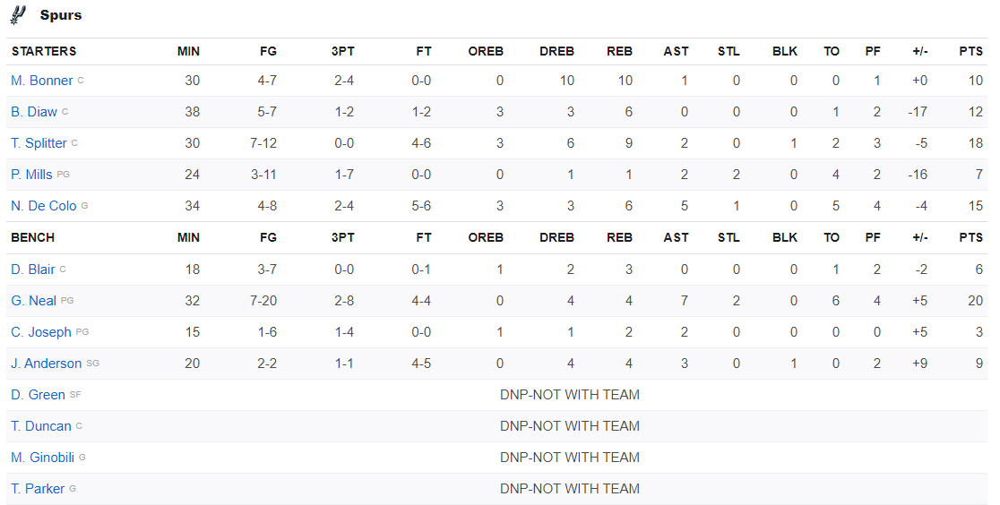 Spurs
STARTERS MIN FG 3PT FT OREB DREB REB AST STL BLK TO PF +/- PTS
M. Bonner C 30 4-7 2-4 0-0 0 10 10 1 0 0 0 1 +0 10
B. Diaw C 38 5-7 1-2 1-2 3 3 6 0 0 0 1 2 -17 12
T. Splitter C 30 7-12 0-0 4-6 3 6 9 2 0 1 2 3 -5 18
P. Mills PG 24 3-11 1-7 0-0 0 1 1 2 2 0 4 2 -16 7
N. De Colo G 34 4-8 2-4 5-6 3 3 6 5 1 0 5 4 -4 15
BENCH MIN FG 3PT FT OREB DREB REB AST STL BLK TO PF +/- PTS
D. Blair C 18 3-7 0-0 0-1 1 2 3 0 0 0 1 2 -2 6
G. Neal PG 32 7-20 2-8 4-4 0 4 4 7 2 0 6 4 +5 20
C. Joseph PG 15 1-6 1-4 0-0 1 1 2 2 0 0 0 0 +5 3
J. Anderson SG 20 2-2 1-1 4-5 0 4 4 3 0 1 0 2 +9 9
D. Green SF DNP-NOT WITH TEAM
T. Duncan C DNP-NOT WITH TEAM
M. Ginobili G DNP-NOT WITH TEAM
T. Parker G DNP-NOT WITH TEAM